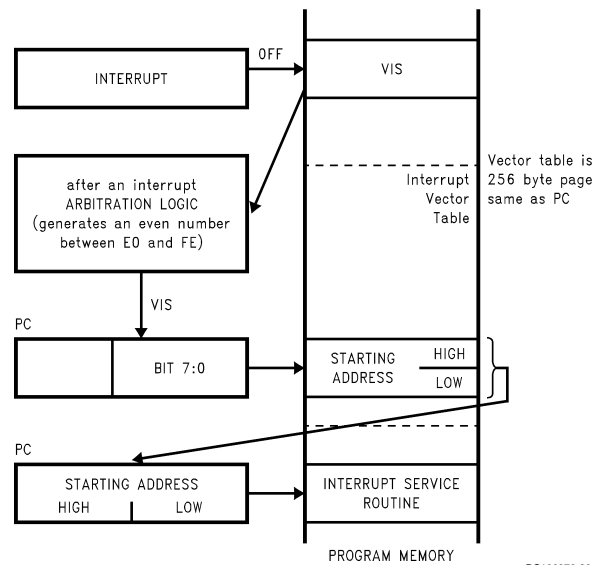 OFF
INTERRUPT
VIS
after an interrupt
ARBITRATION LOGIC
(generates an even number
between E0 and FE)
Interrupt
Vector
Table
Vector table is
256 byte page
same as PC
VIS
PC
BIT 7:0
STARTING
ADDRESS
HIGH
LOW
PC
STARTING ADDRESS
HIGH LOW
INTERRUPT SERVICE
ROUTINE
PROGRAM MEMORY